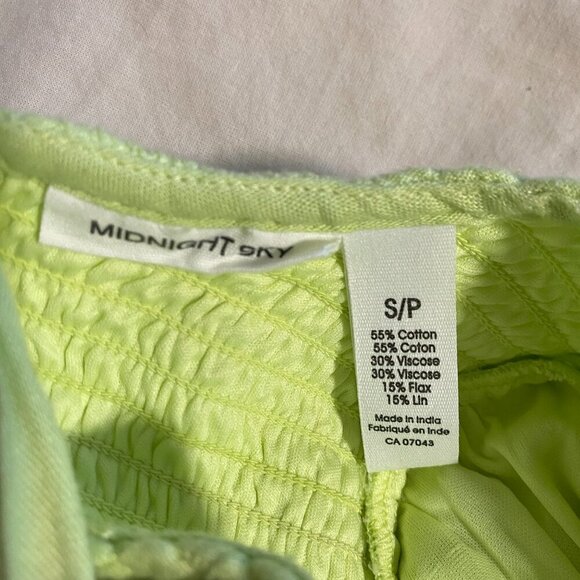 MIDNIGHT SKY
S/P
55% Cotton
55% Coton
30% Viscose
30% Viscose
15% Flax
15% Lin
Made in India
Fabriqué en Inde
CA 07043